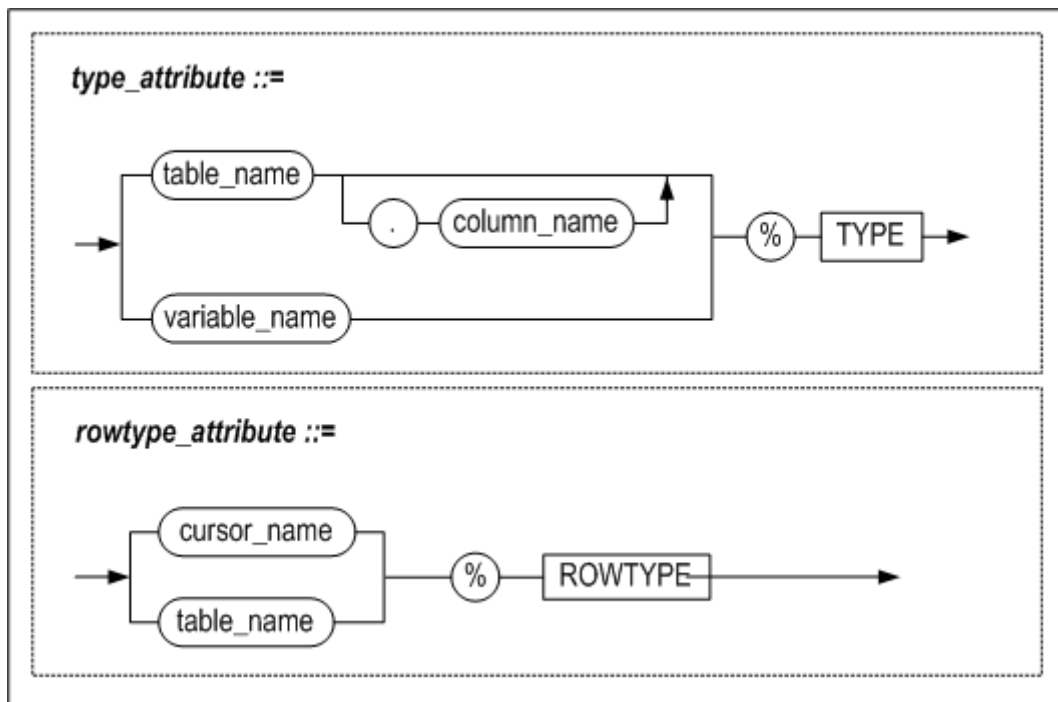 type_attribute ::=
table_name
. column_name
% TYPE
variable_name
rowtype_attribute ::=
cursor_name
% ROWTYPE
table_name